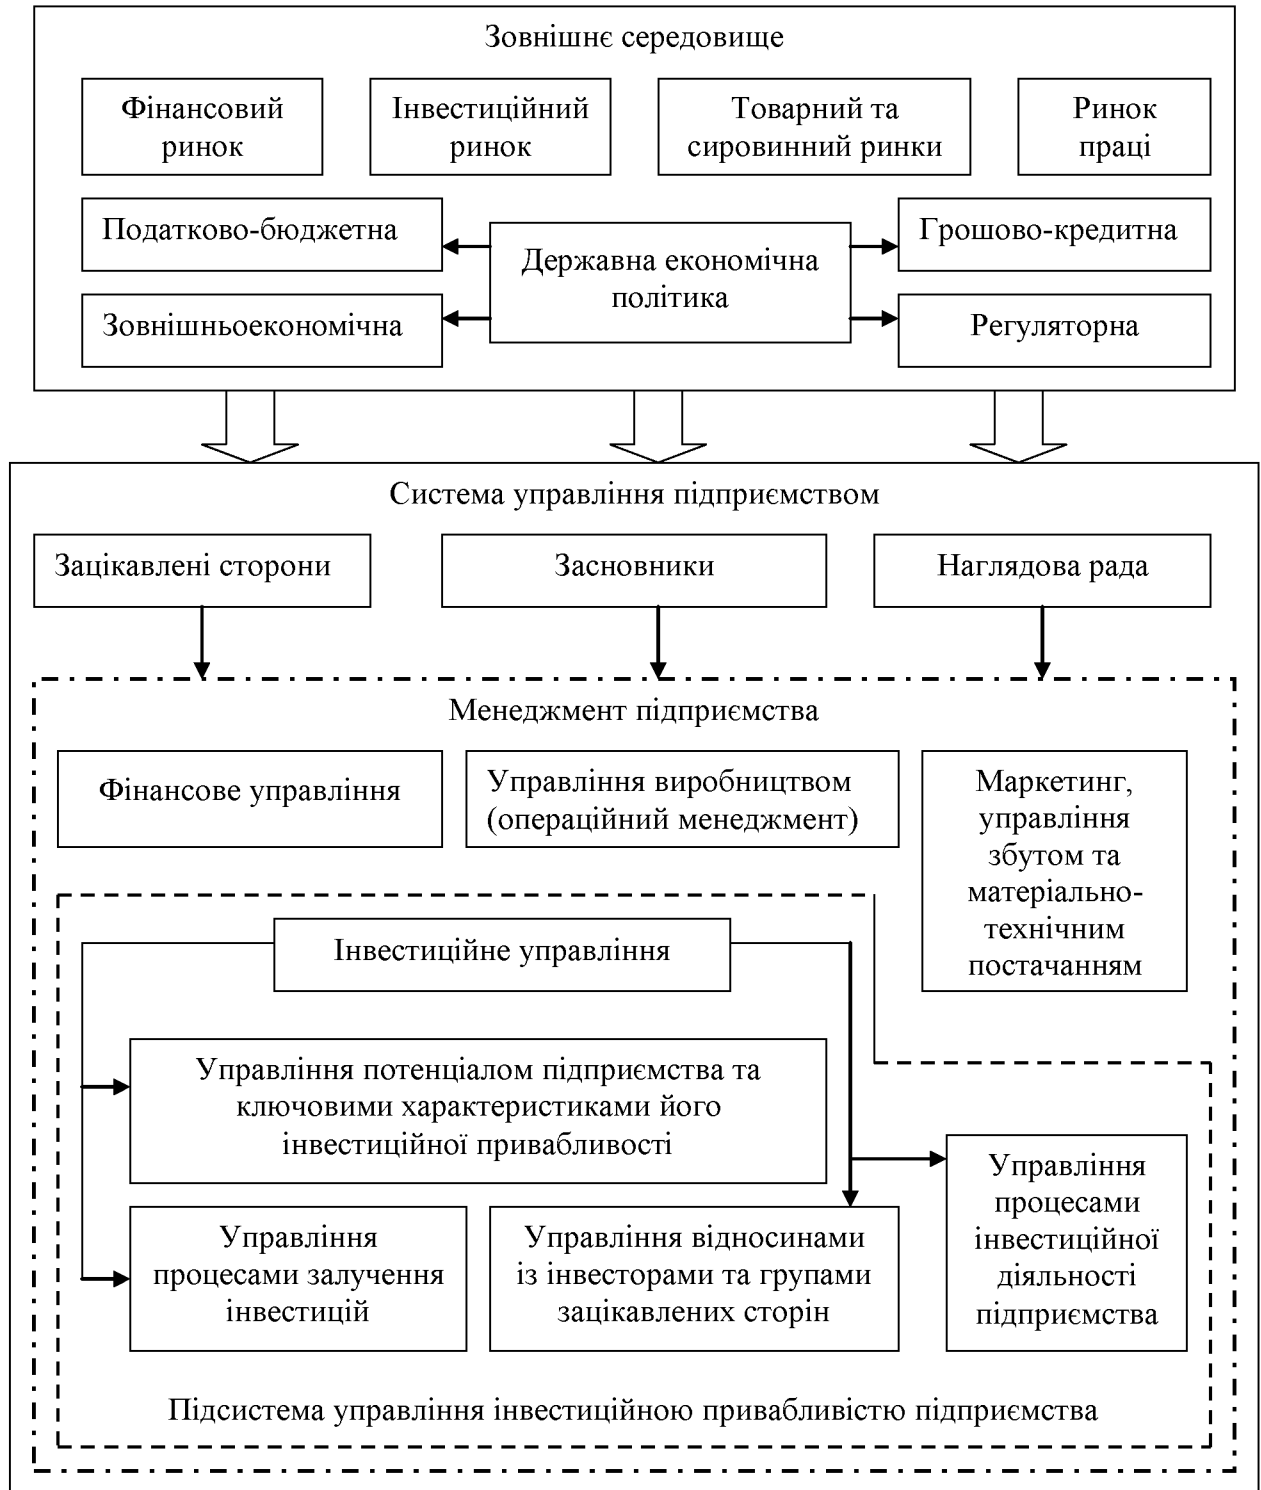 Зовнішнє середовище
Фінансовий
ринок
Інвестиційний
ринок
Товарний та
сировинний ринки
Ринок
праці
Податково-бюджетна
Державна економічна
політика
Грошово-кредитна
Зовнішньоекономічна
Регуляторна
Система управління підприємством
Зацікавлені сторони
Засновники
Наглядова рада
Менеджмент підприємства
Фінансове управління
Управління виробництвом
(операційний менеджмент)
Маркетинг,
управління
збутом та
матеріально-
технічним
постачанням
Інвестиційне управління
Управління потенціалом підприємства та
ключовими характеристиками його
інвестиційної привабливості
Управління
процесами залучення
інвестицій
Управління відносинами
із інвесторами та групами
зацікавлених сторін
Управління
процесами
інвестиційної
діяльності
підприємства
Підсистема управління інвестиційною привабливістю підприємства